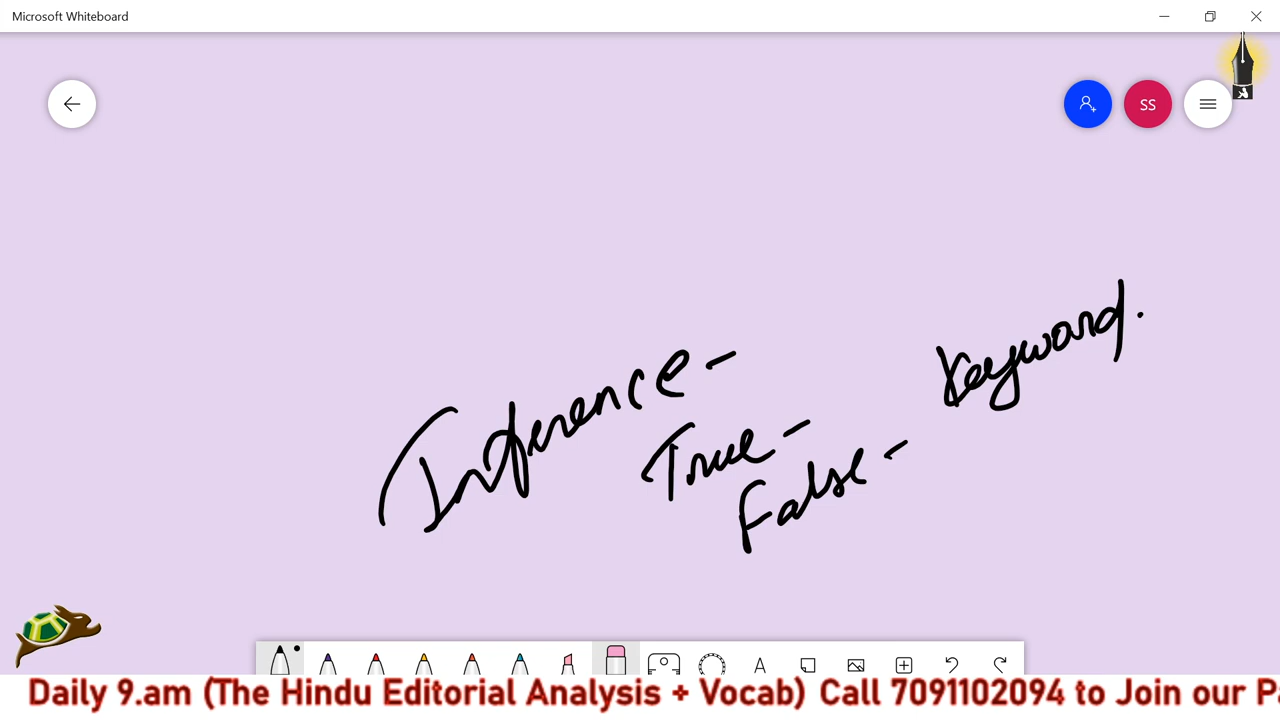 Microsoft Whiteboard
SS
Inference -
True -
False -
Keyword.
A
Daily 9.am (The Hindu Editorial Analysis + Vocab) Call 7091102094 to Join our Pa